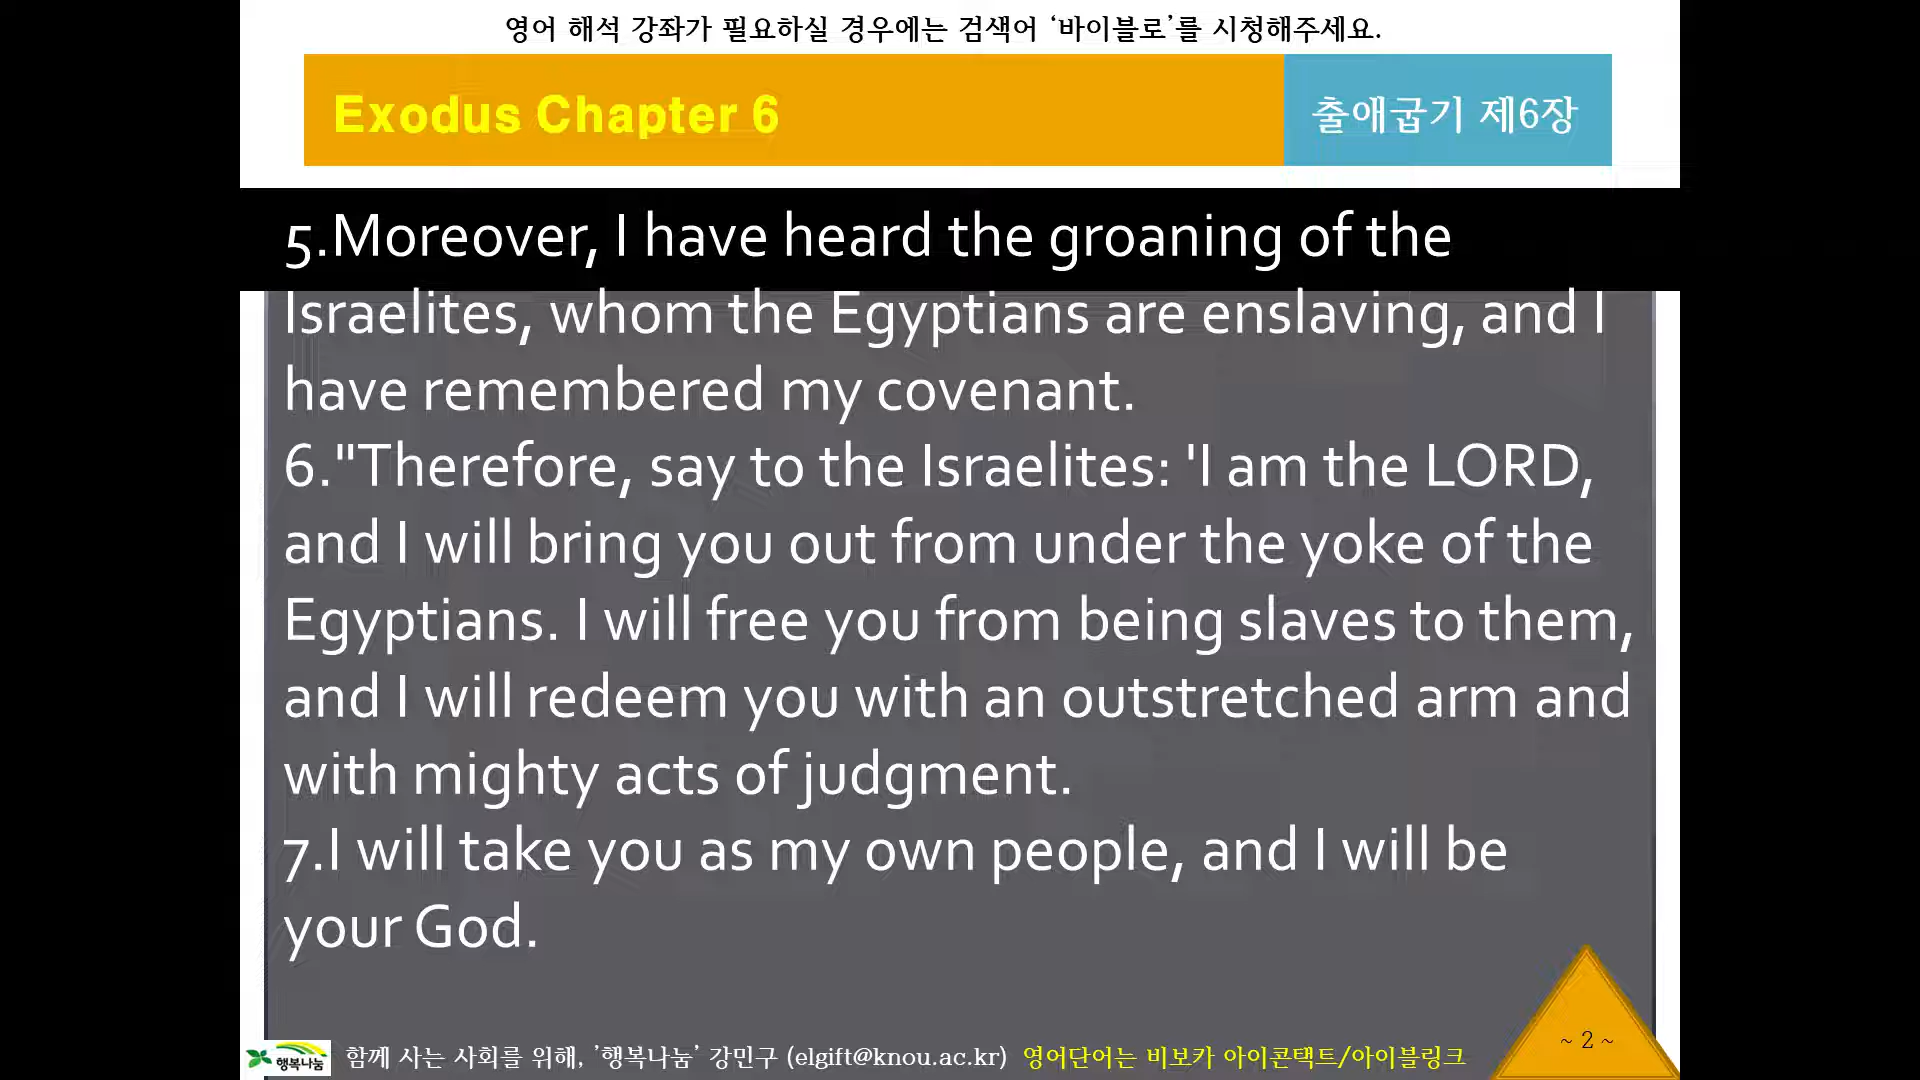 영어 해석 강좌가 필요하실 경우에는 검색어 ‘바이블로’를 시청해주세요.
Exodus Chapter 6
출애굽기 제6장
5.Moreover, I have heard the groaning of the
Israelites, whom the Egyptians are enslaving, and I
have remembered my covenant.
6."Therefore, say to the Israelites: 'I am the LORD,
and I will bring you out from under the yoke of the
Egyptians. I will free you from being slaves to them,
and I will redeem you with an outstretched arm and
with mighty acts of judgment.
7.I will take you as my own people, and I will be
your God.
~ 2 ~
행복나눔
함께 사는 사회를 위해, ’행복나눔’ 강민구 (elgift@knou.ac.kr) 영어단어는 비보카 아이콘택트/아이블링크